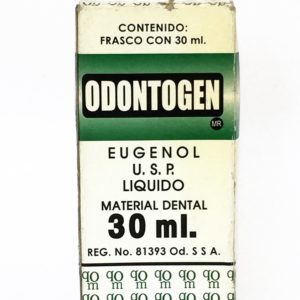 CONTENIDO:
FRASCO CON 30 ml.
ODONTOGEN
MR
EUGENOL
U. S. P.
LIQUIDO
MATERIAL DENTAL
30 ml.
REG. No. 81393 Od. S S A.